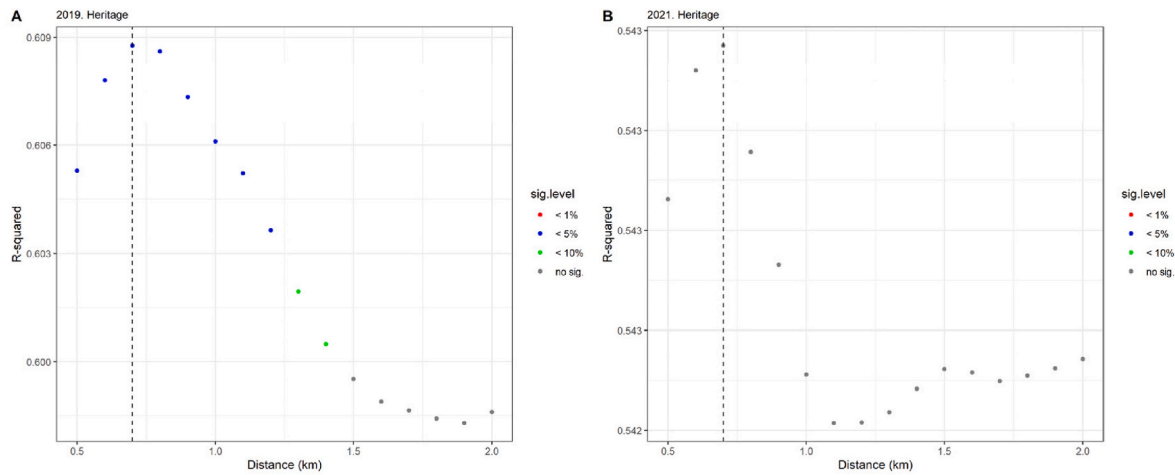 A
2019. Heritage
0.609
0.606
0.603
0.600
R-squared
0.5
1.0
1.5
2.0
Distance (km)
sig.level
< 1%
< 5%
< 10%
no sig.
B
2021. Heritage
0.543
0.543
0.543
0.543
0.542
R-squared
0.5
1.0
1.5
2.0
Distance (km)
sig.level
< 1%
< 5%
< 10%
no sig.